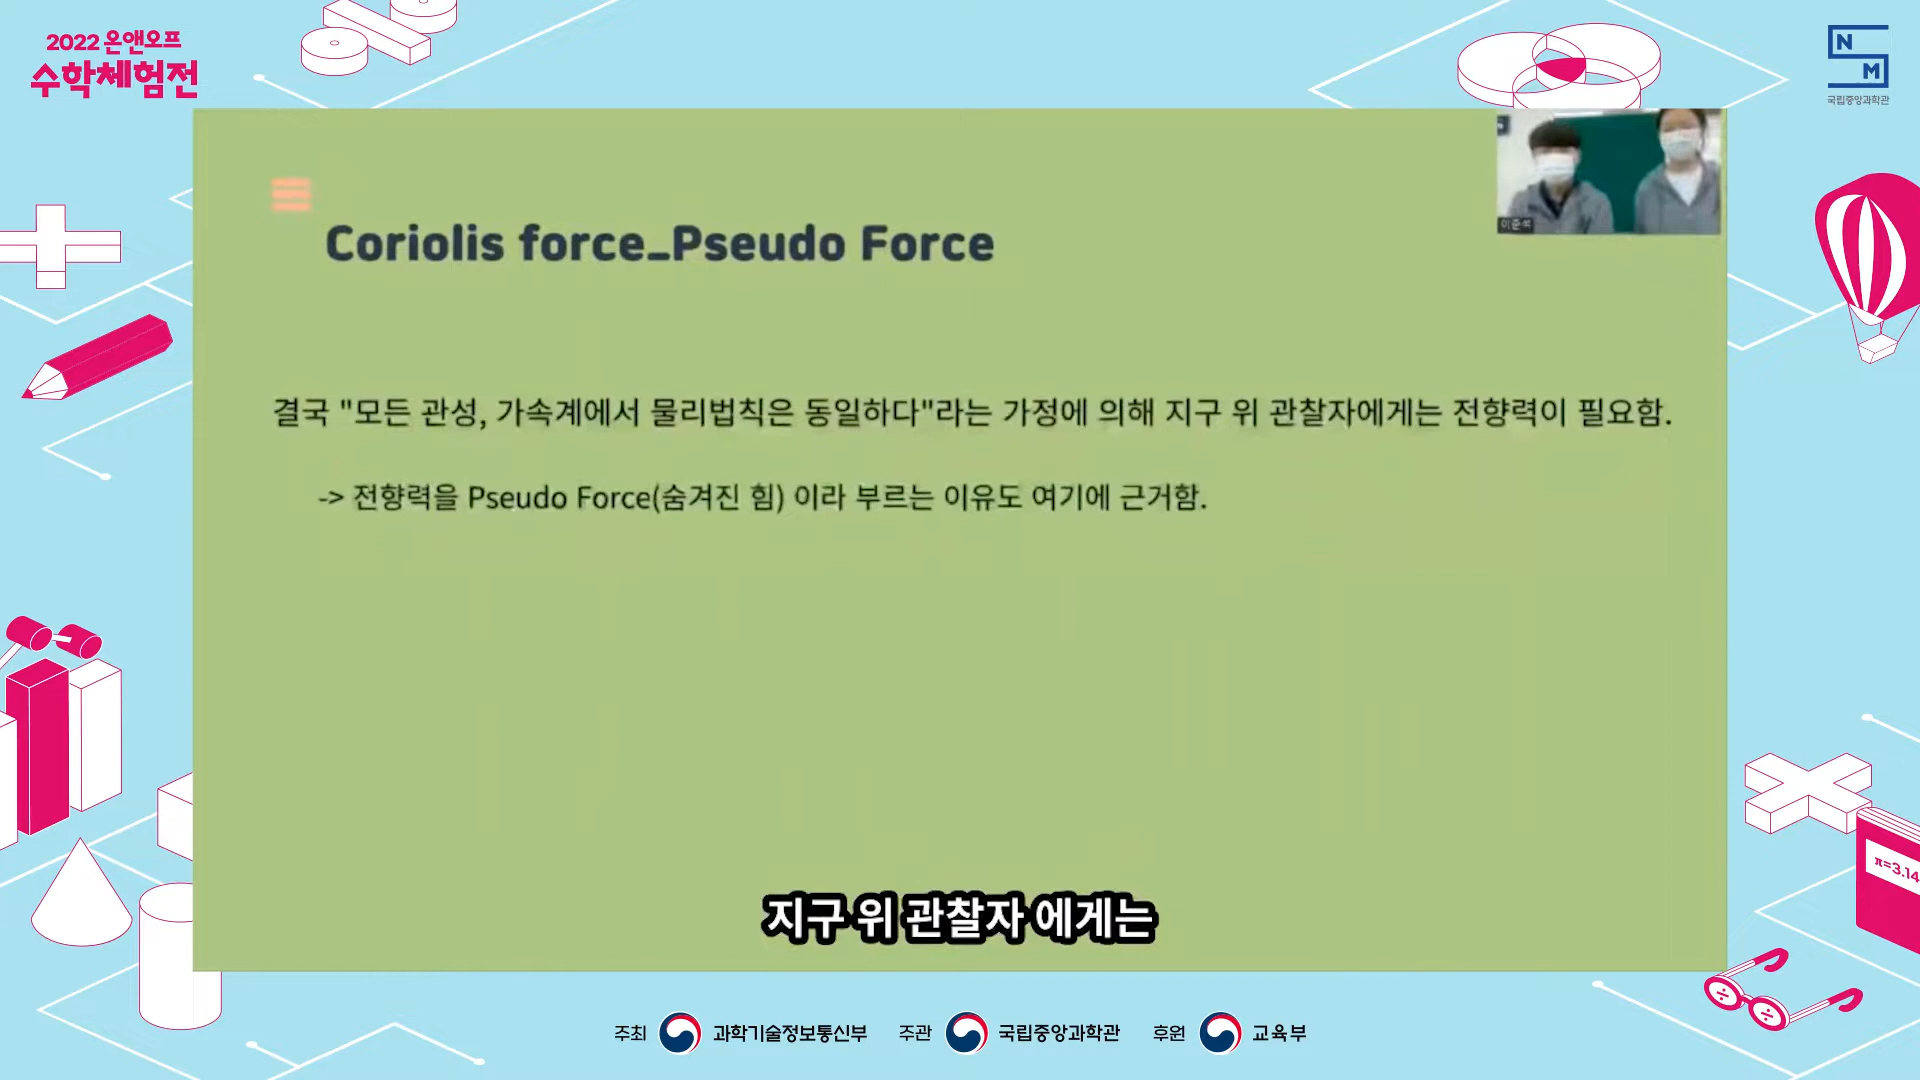 2022 온앤오프
수학체험전
N
S
M
국립중앙과학관
이준석
Coriolis force_Pseudo Force
결국 "모든 관성, 가속계에서 물리법칙은 동일하다"라는 가정에 의해 지구 위 관찰자에게는 전향력이 필요함.
-> 전향력을 Pseudo Force(숨겨진 힘) 이라 부르는 이유도 여기에 근거함.
π=3.14
지구 위 관찰자 에게는
주최 과학기술정보통신부 주관 국립중앙과학관 후원 교육부